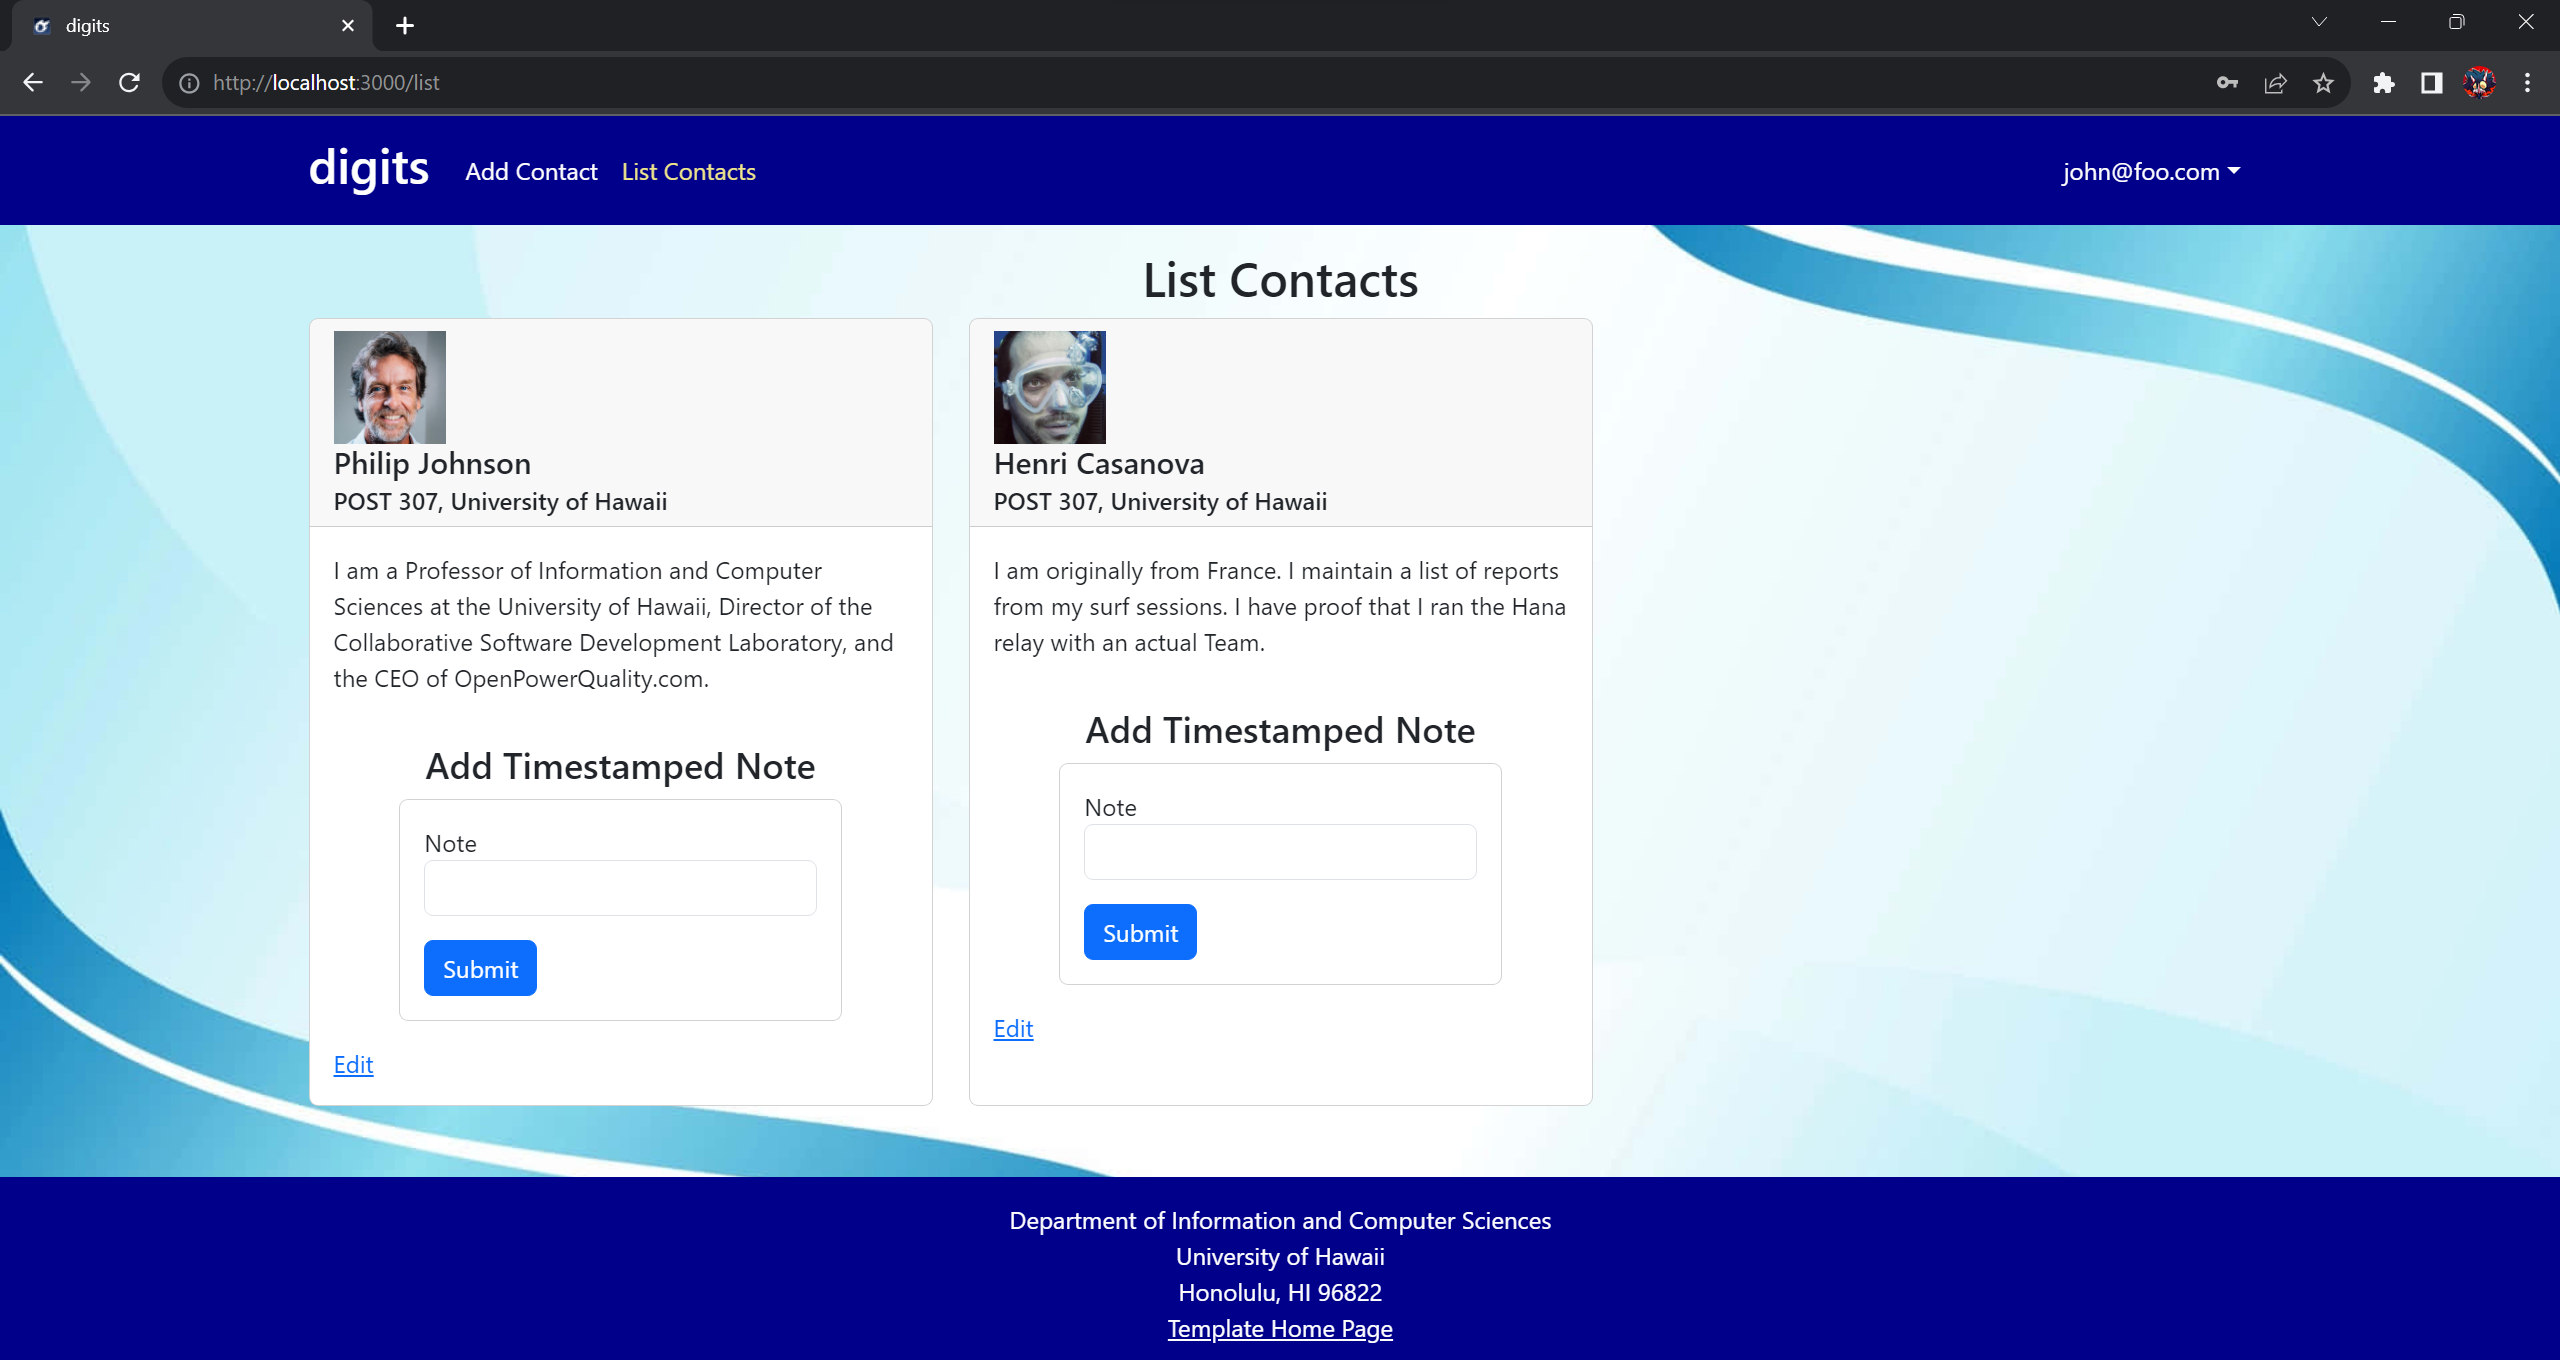 digits
http://localhost:3000/list
digits
Add Contact
List Contacts
john@foo.com
List Contacts
Philip Johnson
POST 307, University of Hawaii
I am a Professor of Information and Computer
Sciences at the University of Hawaii, Director of the
Collaborative Software Development Laboratory, and
the CEO of OpenPowerQuality.com.
Add Timestamped Note
Note
Submit
Edit
Henri Casanova
POST 307, University of Hawaii
I am originally from France. I maintain a list of reports
from my surf sessions. I have proof that I ran the Hana
relay with an actual Team.
Add Timestamped Note
Note
Submit
Edit
Department of Information and Computer Sciences
University of Hawaii
Honolulu, HI 96822
Template Home Page